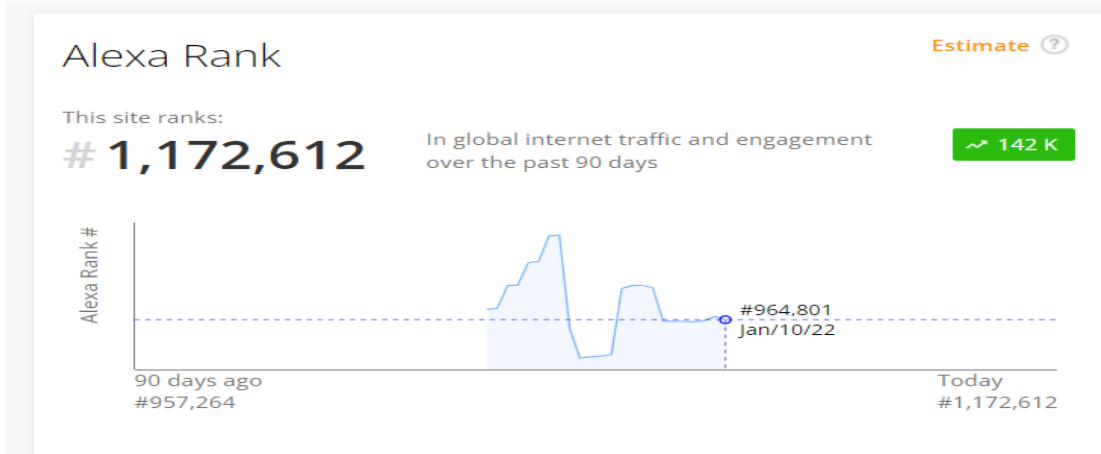 Alexa Rank
Estimate ?
This site ranks:
# 1,172,612
In global internet traffic and engagement
over the past 90 days
142 K
Alexa Rank #
#964,801
Jan/10/22
90 days ago
#957,264
Today
#1,172,612